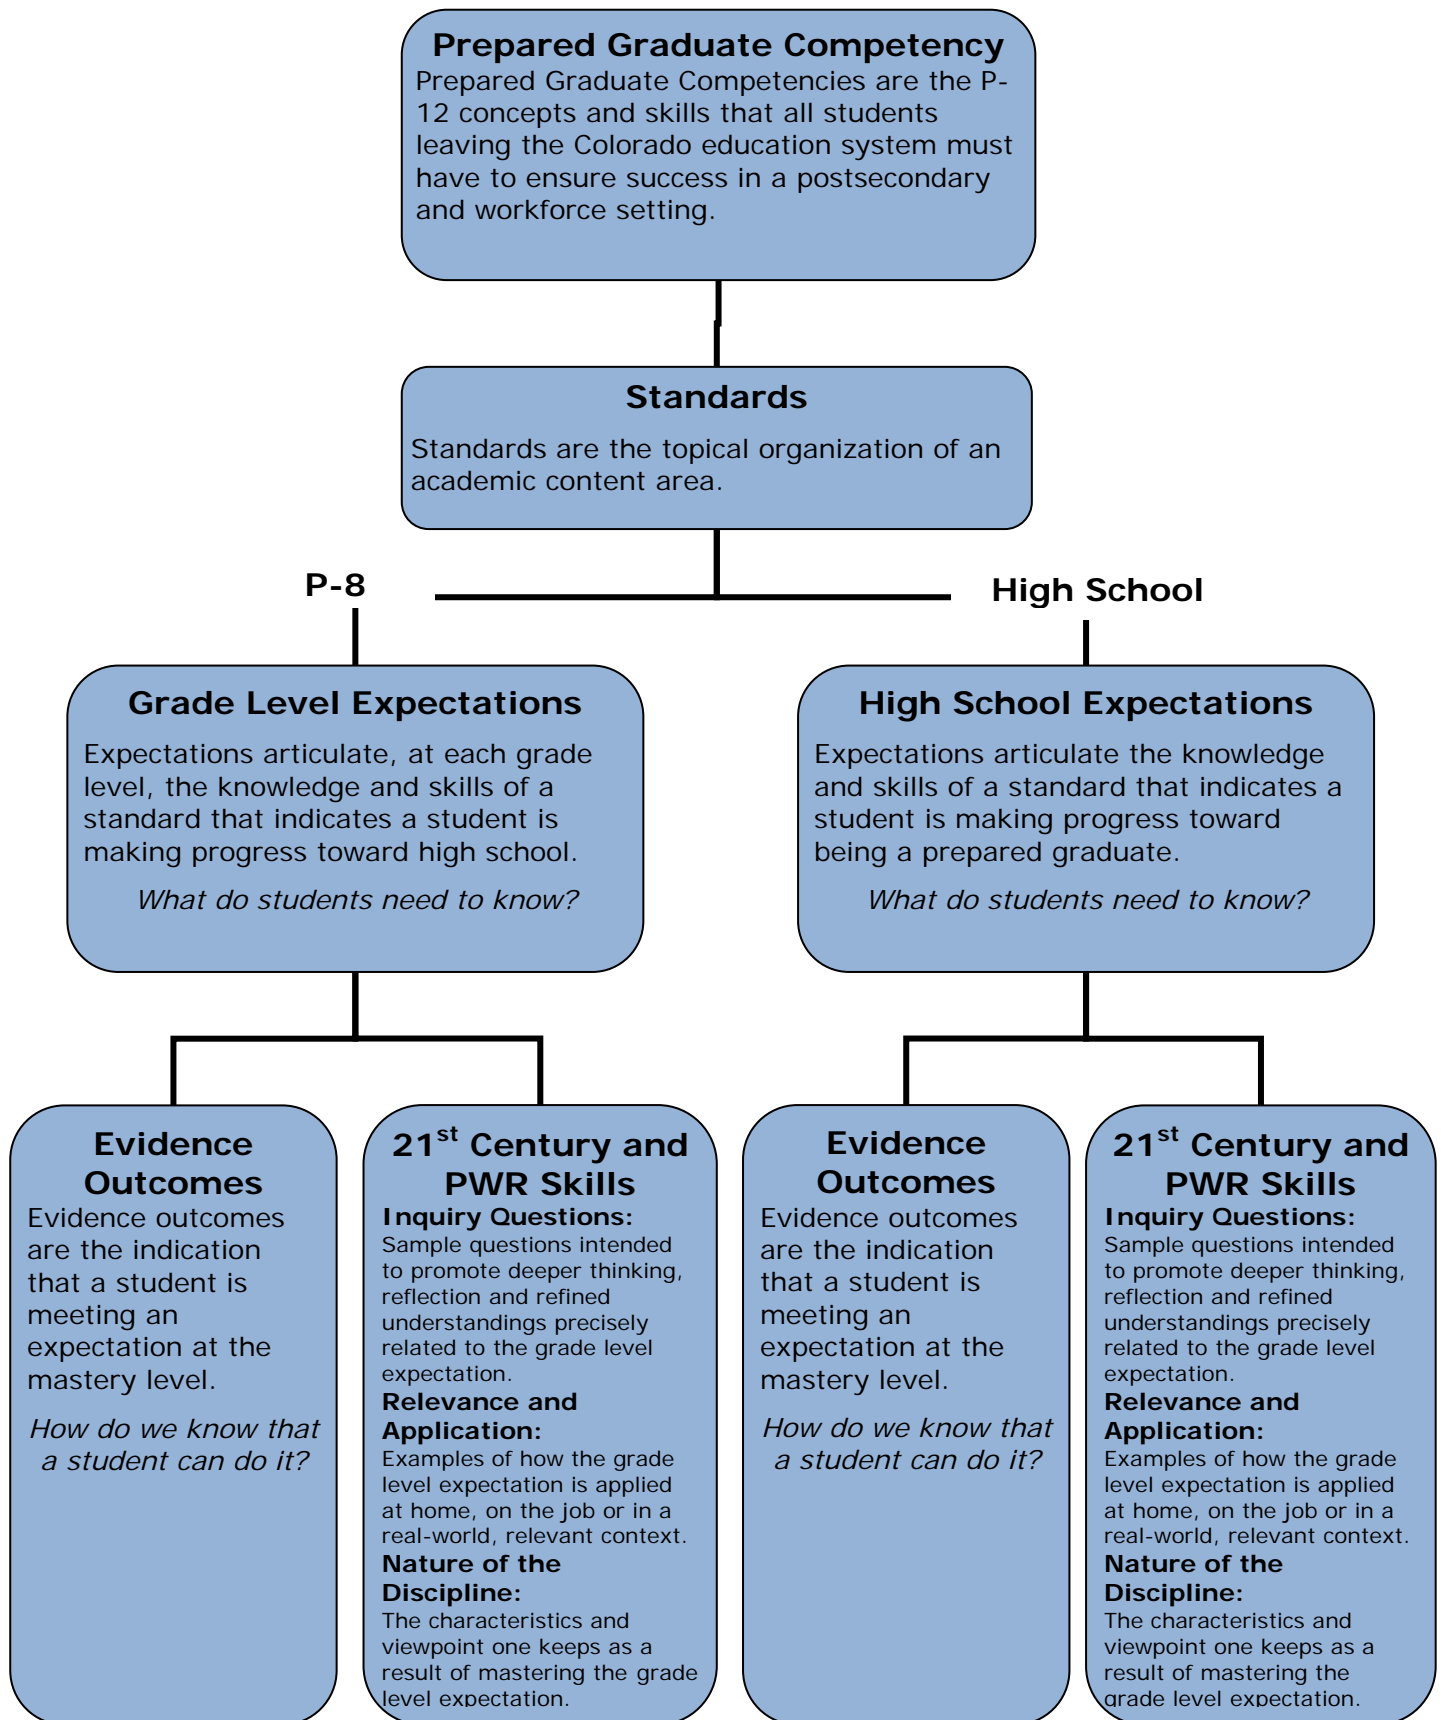 Prepared Graduate Competency
Prepared Graduate Competencies are the P-
12 concepts and skills that all students
leaving the Colorado education system must
have to ensure success in a postsecondary
and workforce setting.
Standards
Standards are the topical organization of an
academic content area.
P-8
High School
Grade Level Expectations
Expectations articulate, at each grade
level, the knowledge and skills of a
standard that indicates a student is
making progress toward high school.
What do students need to know?
High School Expectations
Expectations articulate the knowledge
and skills of a standard that indicates a
student is making progress toward
being a prepared graduate.
What do students need to know?
Evidence
Outcomes
Evidence outcomes
are the indication
that a student is
meeting an
expectation at the
mastery level.
How do we know that
a student can do it?
21st Century and
PWR Skills
Inquiry Questions:
Sample questions intended
to promote deeper thinking,
reflection and refined
understandings precisely
related to the grade level
expectation.
Relevance and
Application:
Examples of how the grade
level expectation is applied
at home, on the job or in a
real-world, relevant context.
Nature of the
Discipline:
The characteristics and
viewpoint one keeps as a
result of mastering the grade
level expectation.
Evidence
Outcomes
Evidence outcomes
are the indication
that a student is
meeting an
expectation at the
mastery level.
How do we know that
a student can do it?
21st Century and
PWR Skills
Inquiry Questions:
Sample questions intended
to promote deeper thinking,
reflection and refined
understandings precisely
related to the grade level
expectation.
Relevance and
Application:
Examples of how the grade
level expectation is applied
at home, on the job or in a
real-world, relevant context.
Nature of the
Discipline:
The characteristics and
viewpoint one keeps as a
result of mastering the
grade level expectation.